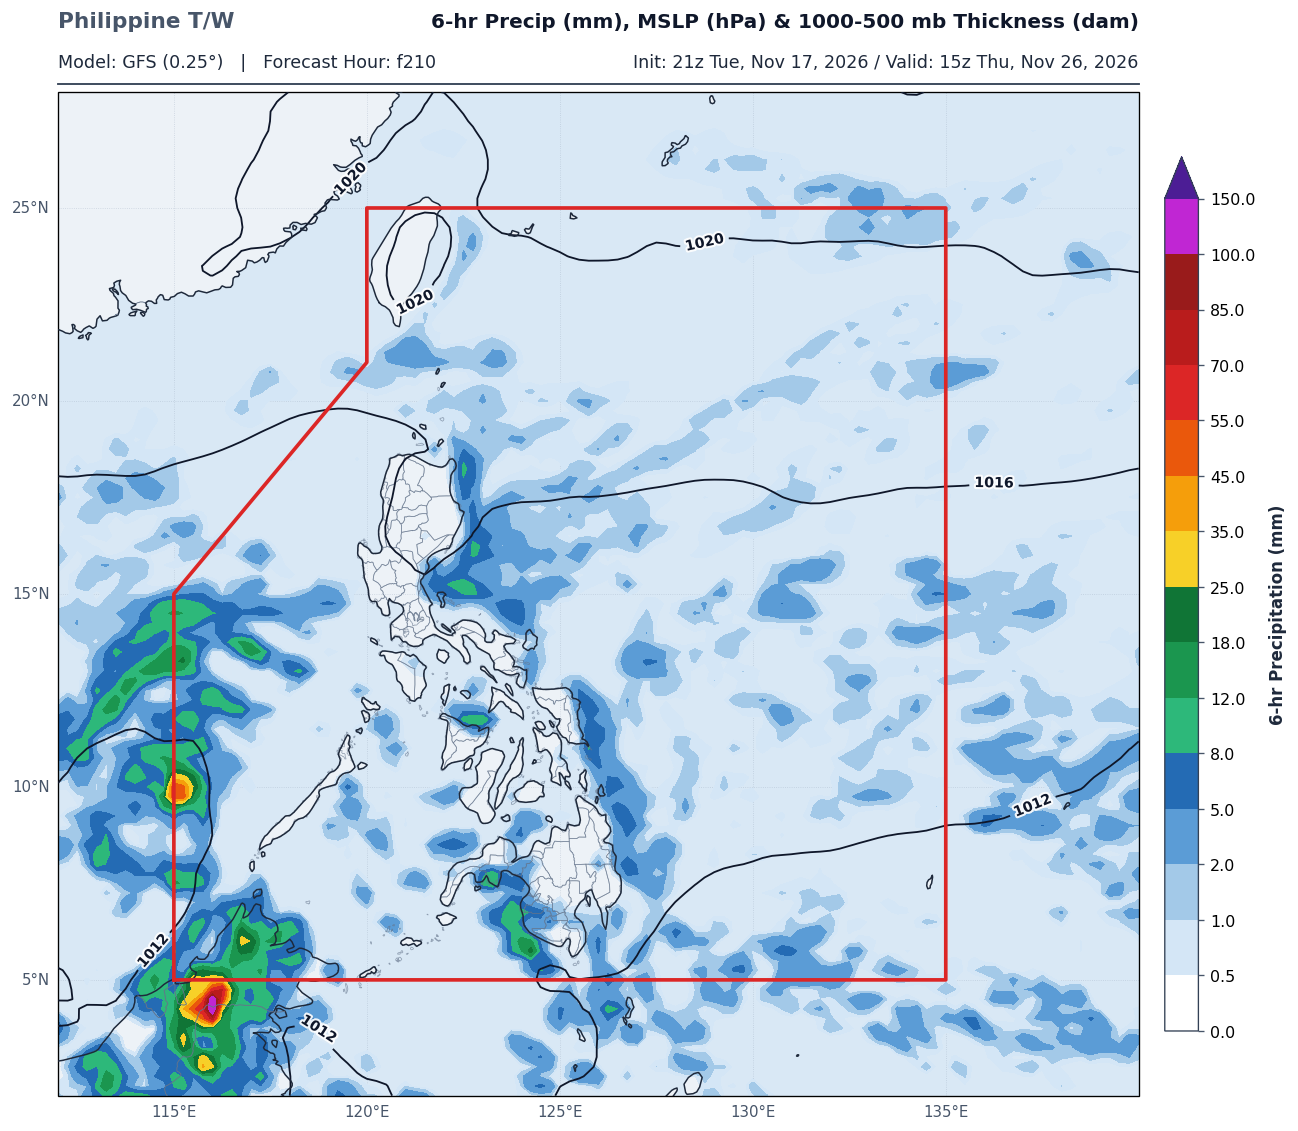 Philippine T/W
6-hr Precip (mm), MSLP (hPa) & 1000-500 mb Thickness (dam)
Model: GFS (0.25°) | Forecast Hour: f210
Init: 21z Tue, Nov 17, 2026 / Valid: 15z Thu, Nov 26, 2026
25°N
20°N
15°N
10°N
5°N
115°E
120°E
125°E
130°E
135°E
1020
1020
1020
1016
1012
1012
1012
150.0
100.0
85.0
70.0
55.0
45.0
35.0
25.0
18.0
12.0
8.0
5.0
2.0
1.0
0.5
0.0
6-hr Precipitation (mm)